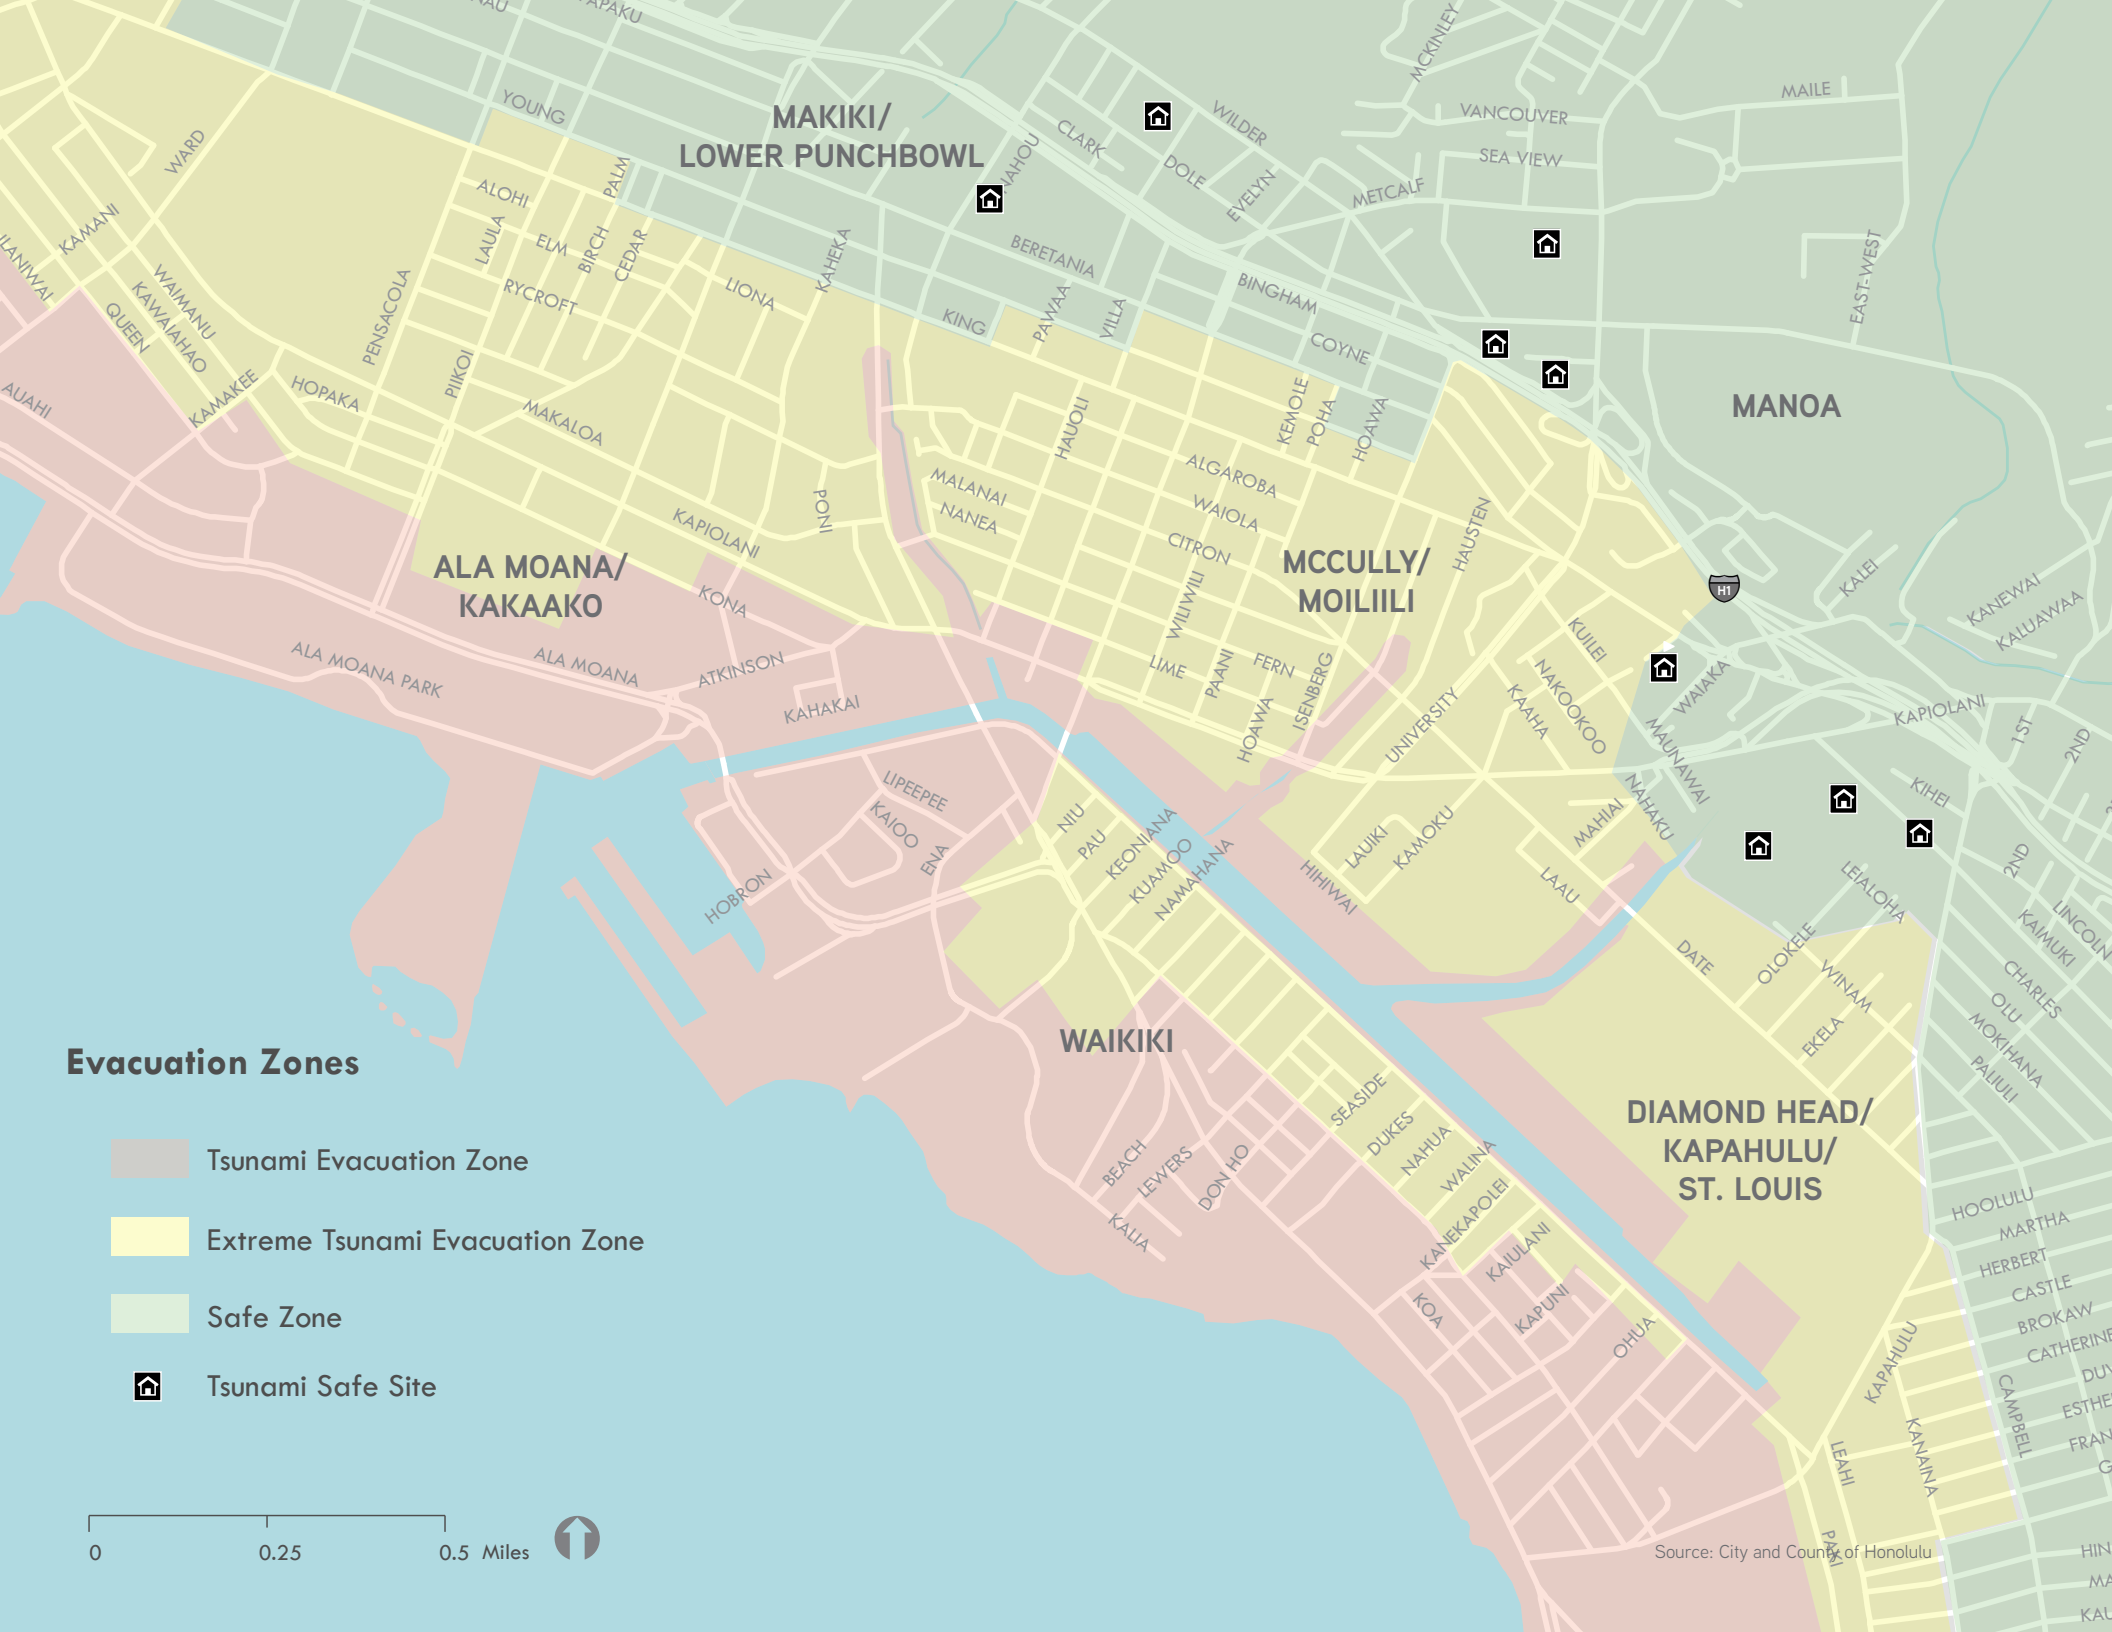 YOUNG
WARD
KAMANI
WAIMANU
KAWAIAHAO
QUEEN
AUAHI
KAMAKEE
HOPAKA
PENSACOLA
PIIKOI
ALOHI
LAULA
ELM
BIRCH
CEDAR
PALM
RYCROFT
LIONA
KAHEKA
MAKALOA
KAPIOLANI
PONI
KONA
ALA MOANA/
KAKAAKO
ALA MOANA PARK
ALA MOANA
ATKINSON
KAHAKAI
MAKIKI/
LOWER PUNCHBOWL
CLARK
DOLE
WILDER
EVELYN
METCALF
MCKINLEY
VANCOUVER
SEA VIEW
MAILE
EAST-WEST
BERETANIA
KING
PAWAA
VILLA
BINGHAM
COYNE
KEMOLE
POHA
HOAWA
HAUOLI
MALANAI
NANEA
ALGAROBA
WAIOLA
CITRON
WILIWILI
LIME
PAANI
FERN
HOAWA
ISENBERG
HAUSTEN
MCCULLY/
MOILIILI
MANOA
H1
KALEI
KANEWAI
KALUAWAA
KUILEI
NAKOOKOO
KAAHA
UNIVERSITY
WAIAKA
MAUNAWAI
NAHAKU
KAPIOLANI
1 ST
2ND
KIHEI
MAHIAI
LAAU
LAUIKI
KAMOKU
HIHIWAI
LIPEEPEE
KAIOO
ENA
HOBRON
NIU
PAU
KEONIANA
KUAMOO
NAMAHANA
WAIKIKI
DATE
OLOKELE
WINAM
EKELA
LEIALOHA
2ND
LINCOLN
KAIMUKI
CHARLES
OLU
MOKIHANA
PALIULI
DIAMOND HEAD/
KAPAHULU/
ST. LOUIS
SEASIDE
DUKES
NAHUA
WALINA
KANEKAPOLEI
KAIULANI
KAPUNI
OHUA
KOA
BEACH
LEWERS
DON HO
KALIA
HOOLULU
MARTHA
HERBERT
CASTLE
BROKAW
CATHERINE
CAMPBELL
KAPAHULU
KANAINA
LEAHI
PAKI
Evacuation Zones
Tsunami Evacuation Zone
Extreme Tsunami Evacuation Zone
Safe Zone
Tsunami Safe Site
0 0.25 0.5 Miles
Source: City and County of Honolulu